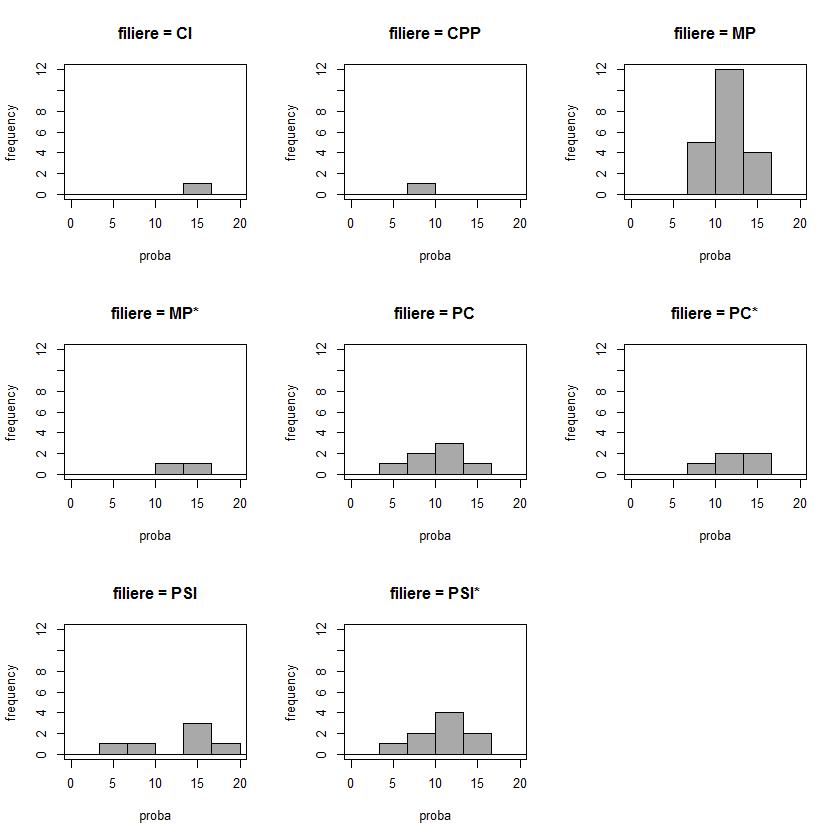 filiere = CI
frequency
0 2 4 6 8 12
0 5 10 15 20
proba
filiere = CPP
frequency
0 2 4 6 8 12
0 5 10 15 20
proba
filiere = MP
frequency
0 2 4 6 8 12
0 5 10 15 20
proba
filiere = MP*
frequency
0 2 4 6 8 12
0 5 10 15 20
proba
filiere = PC
frequency
0 2 4 6 8 12
0 5 10 15 20
proba
filiere = PC*
frequency
0 2 4 6 8 12
0 5 10 15 20
proba
filiere = PSI
frequency
0 2 4 6 8 12
0 5 10 15 20
proba
filiere = PSI*
frequency
0 2 4 6 8 12
0 5 10 15 20
proba